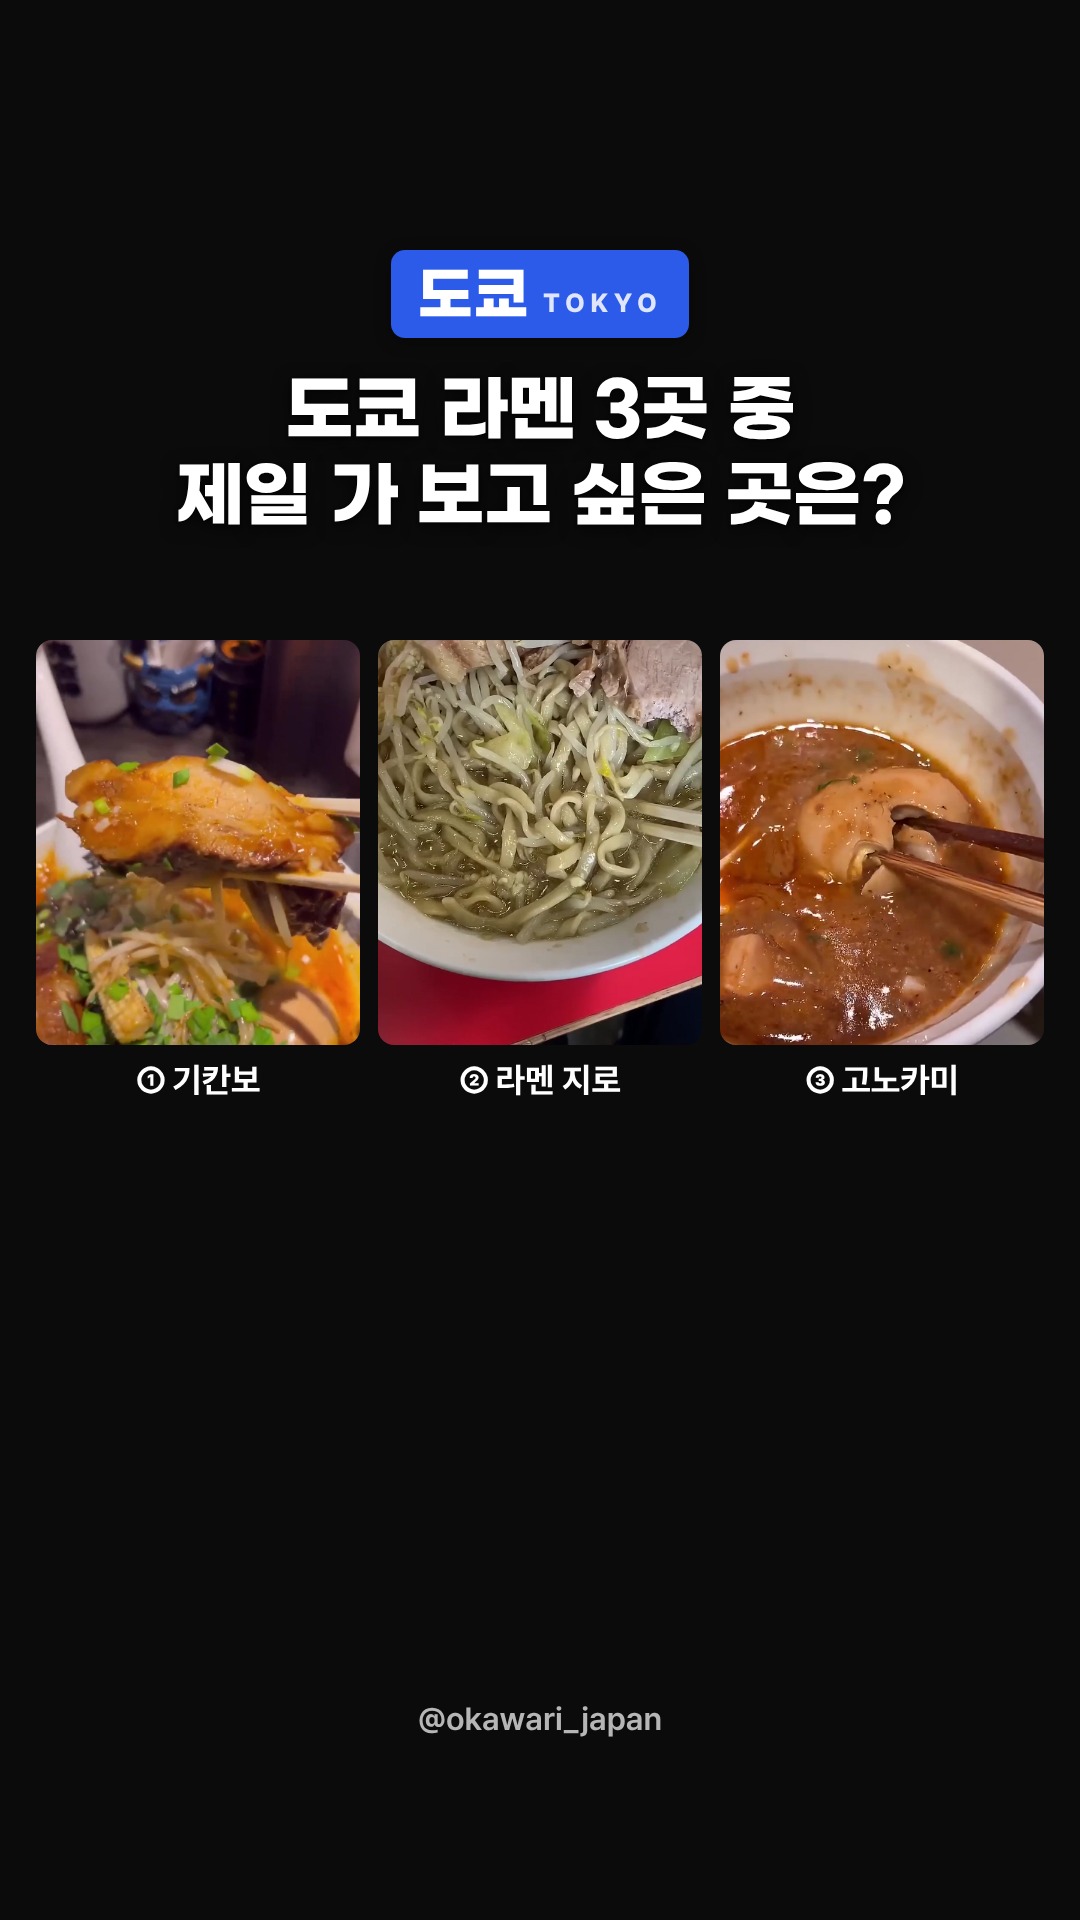 도쿄 TOKYO
도쿄 라멘 3곳 중
제일 가 보고 싶은 곳은?
① 기칸보
② 라멘 지로
③ 고노카미
@okawari_japan